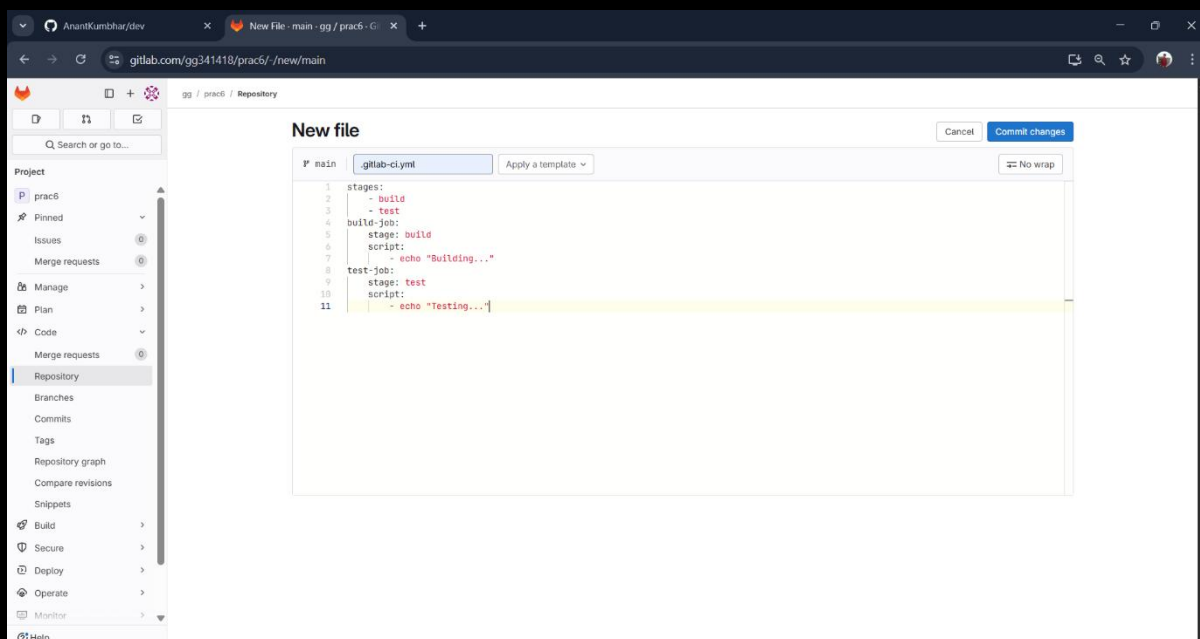 AnantKumbhar/dev
New File · main · gg / prac6 · Gi
gitlab.com/gg341418/prac6/-/new/main
gg / prac6 / Repository
Search or go to...
Project
P prac6
Pinned
Issues 0
Merge requests 0
Manage
Plan
Code
Merge requests 0
Repository
Branches
Commits
Tags
Repository graph
Compare revisions
Snippets
Build
Secure
Deploy
Operate
Monitor
Help
New file
Cancel
Commit changes
main
.gitlab-ci.yml
Apply a template
No wrap
1 stages:
2 - build
3 - test
4 build-job:
5 stage: build
6 script:
7 - echo "Building..."
8 test-job:
9 stage: test
10 script:
11 - echo "Testing..."